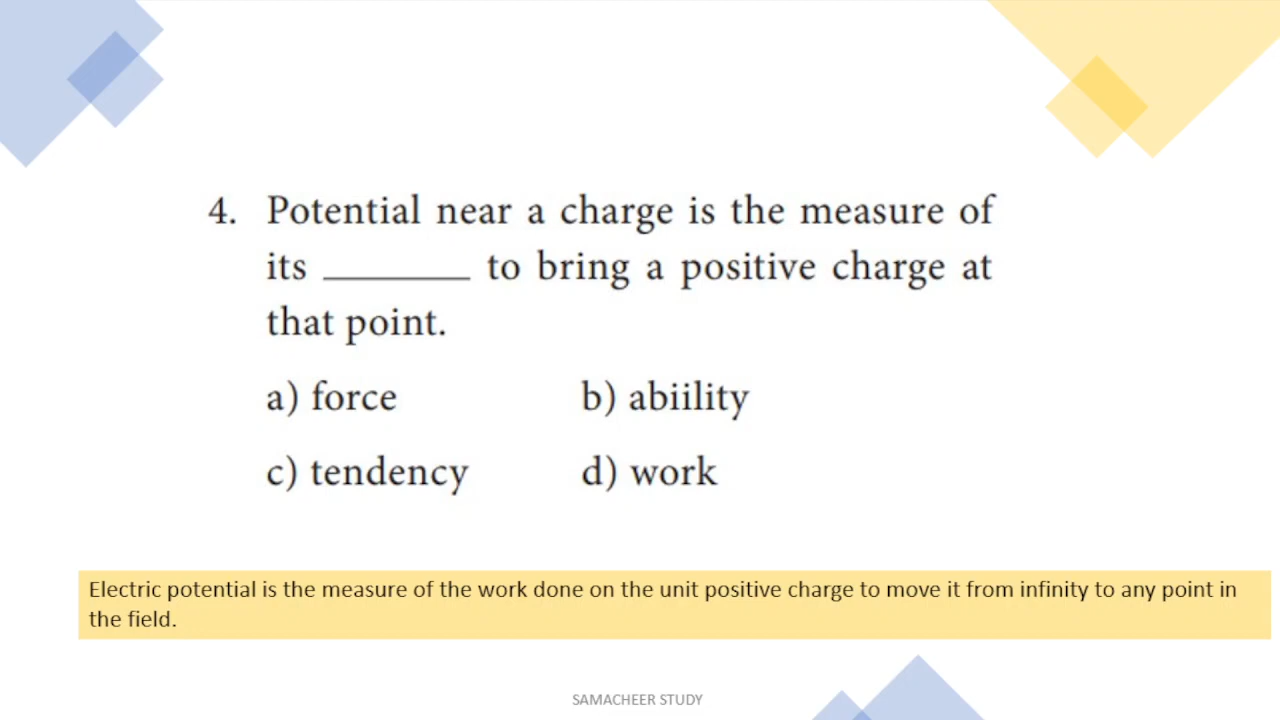 4. Potential near a charge is the measure of
its ________ to bring a positive charge at
that point.
a) force b) abiility
c) tendency d) work
Electric potential is the measure of the work done on the unit positive charge to move it from infinity to any point in
the field.
SAMACHEER STUDY